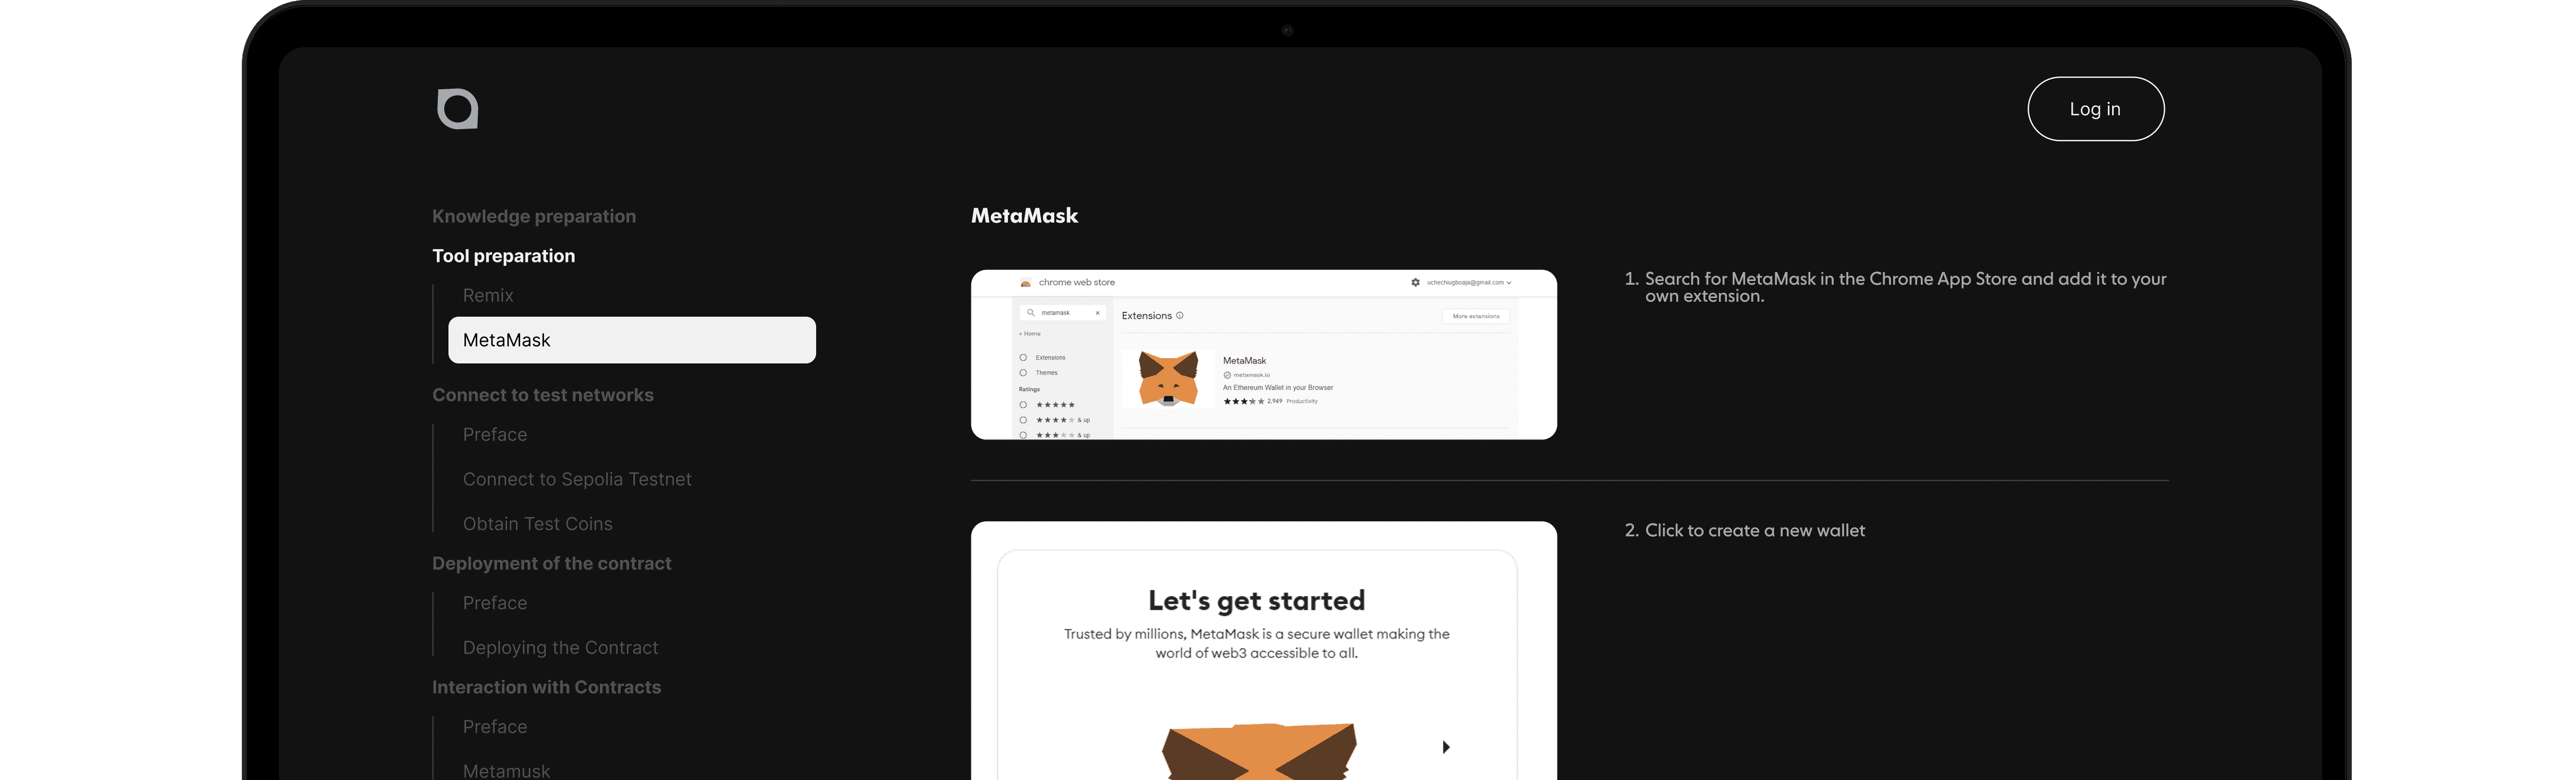 Log in
Knowledge preparation
Tool preparation
Remix
MetaMask
Connect to test networks
Preface
Connect to Sepolia Testnet
Obtain Test Coins
Deployment of the contract
Preface
Deploying the Contract
Interaction with Contracts
Preface
Metamusk
MetaMask
chrome web store
uchechiugboaja@gmail.com
metamask
< Home
Extensions
Themes
Ratings
& up
& up
Extensions
More extensions
MetaMask
metamask.io
An Ethereum Wallet in your Browser
2,949 Productivity
1. Search for MetaMask in the Chrome App Store and add it to your
own extension.
Let's get started
Trusted by millions, MetaMask is a secure wallet making the
world of web3 accessible to all.
2. Click to create a new wallet